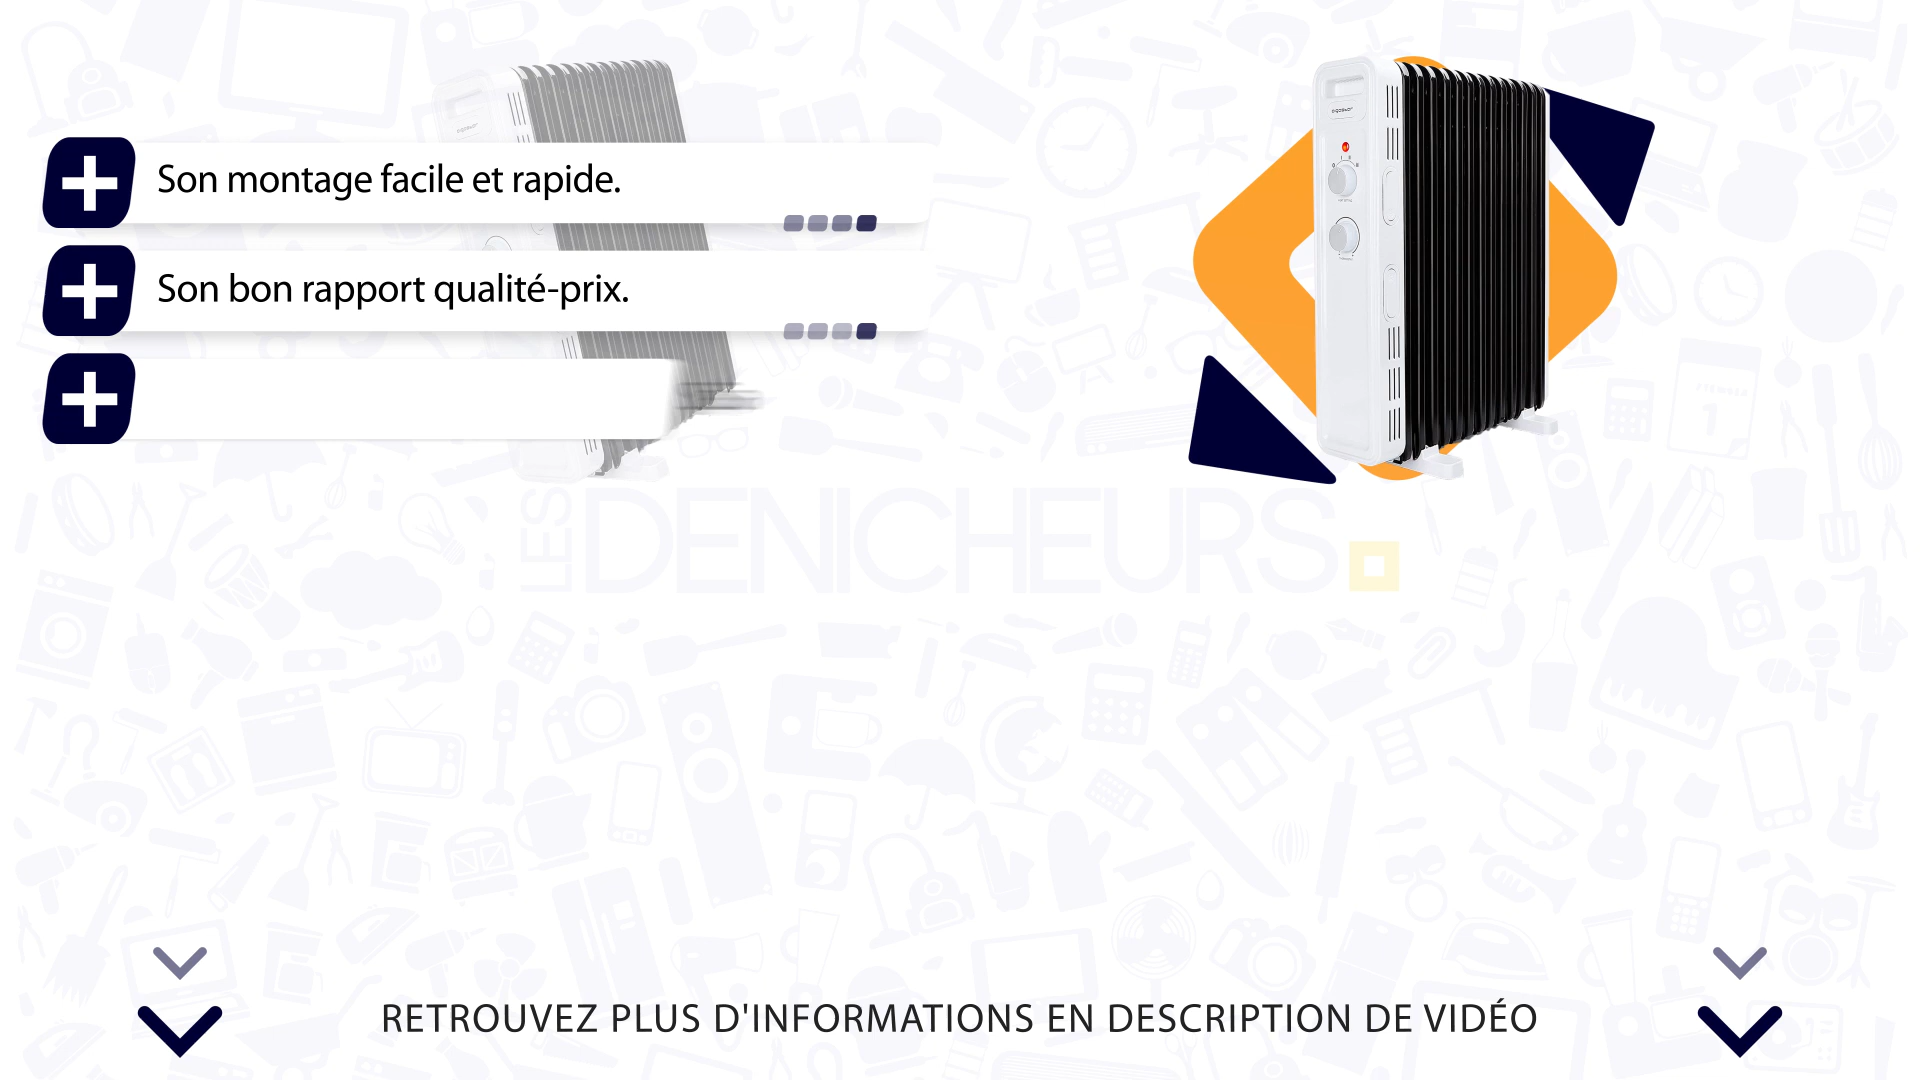 Son montage facile et rapide.
Son bon rapport qualité-prix.
aigostar
LES DENICHEURS
RETROUVEZ PLUS D'INFORMATIONS EN DESCRIPTION DE VIDÉO